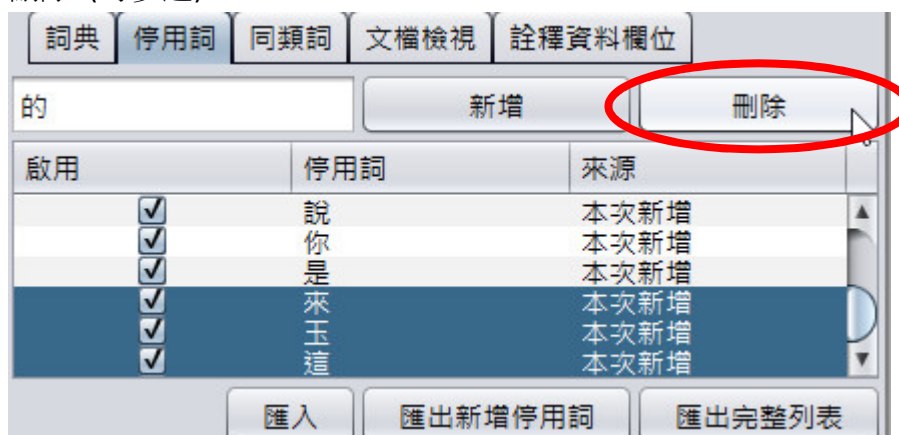 詞典 停用詞 同類詞 文檔檢視 詮釋資料欄位
的 新增 刪除
啟用 停用詞 來源
說 本次新增
你 本次新增
是 本次新增
來 本次新增
玉 本次新增
這 本次新增
匯入 匯出新增停用詞 匯出完整列表